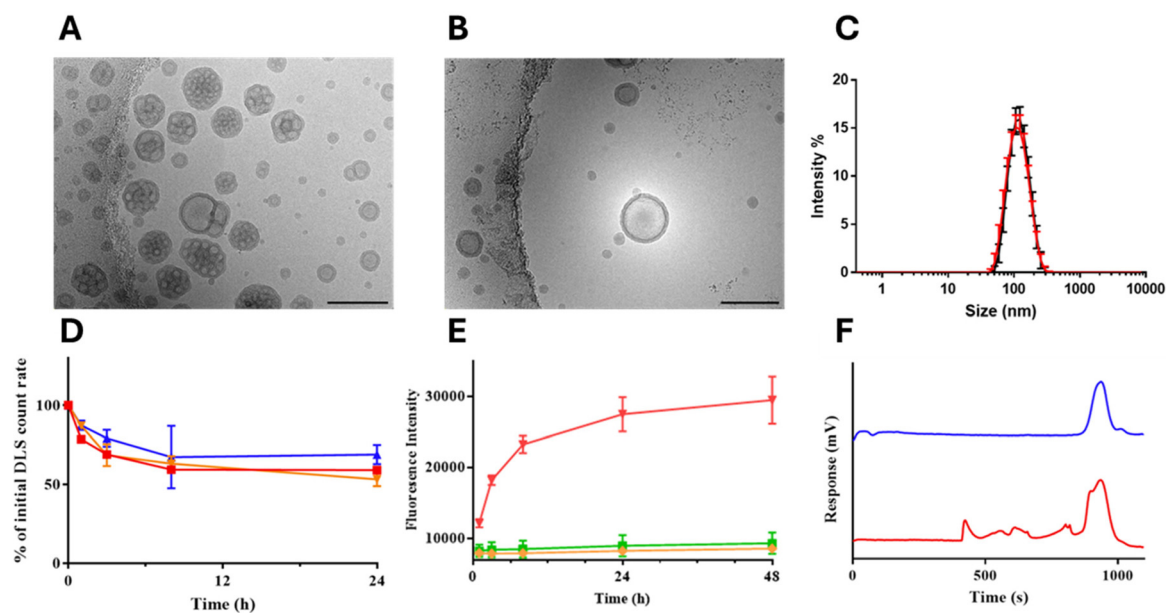 A
B
C
20
15
10
5
0
Intensity %
1
10
100
1000
10000
Size (nm)
D
100
50
0
% of initial DLS count rate
0
12
24
Time (h)
E
30000
20000
10000
Fluorescence Intensity
0
24
48
Time (h)
F
Response (mV)
0
500
1000
Time (s)